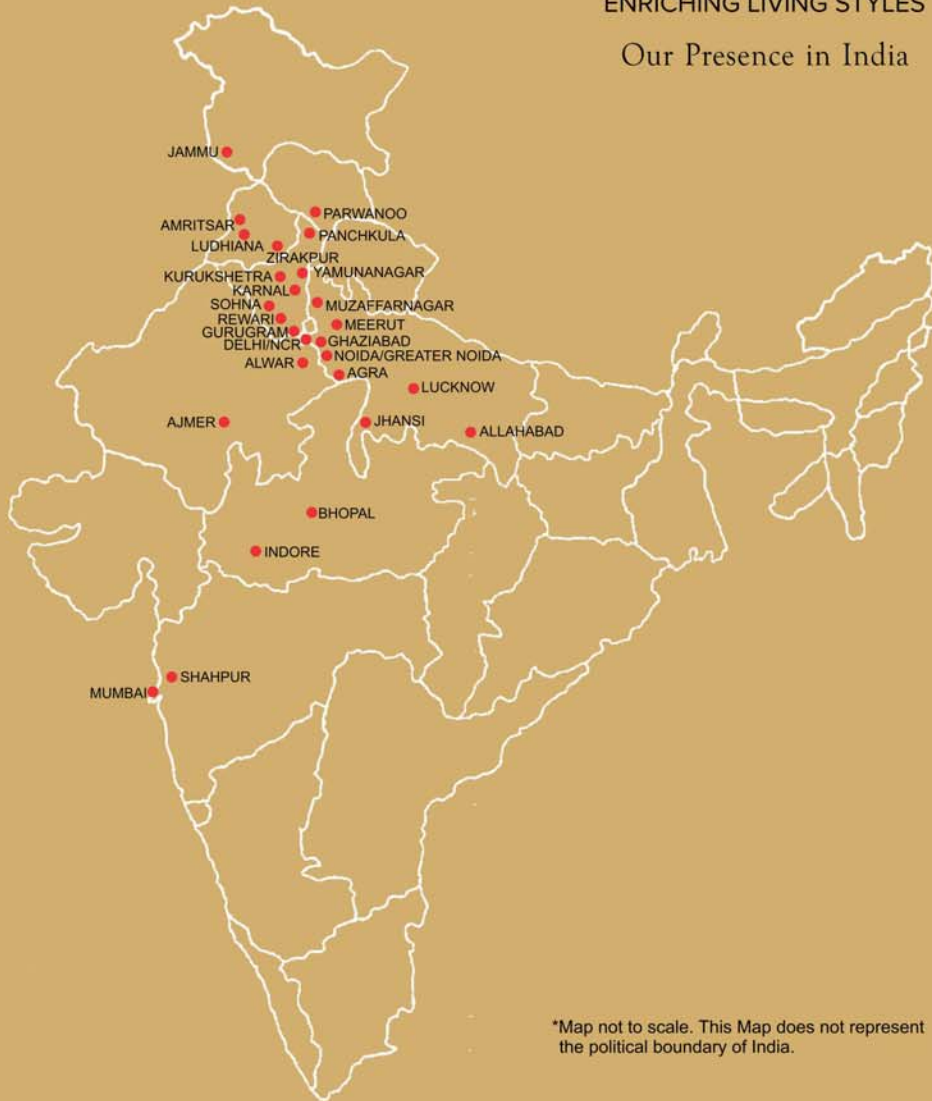 ENRICHING LIVING STYLES
Our Presence in India
JAMMU
PARWANOO
AMRITSAR
PANCHKULA
LUDHIANA
ZIRAKPUR
KURUKSHETRA
YAMUNANAGAR
KARNAL
SOHNA
MUZAFFARNAGAR
REWARI
MEERUT
GURUGRAM
DELHI/NCR
GHAZIABAD
NOIDA/GREATER NOIDA
ALWAR
AGRA
LUCKNOW
AJMER
JHANSI
ALLAHABAD
BHOPAL
INDORE
SHAHPUR
MUMBAI
*Map not to scale. This Map does not represent
the political boundary of India.